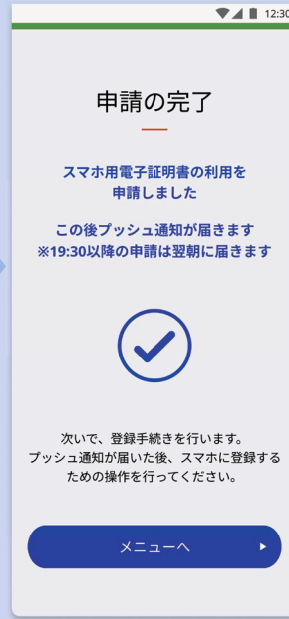 12:30
申請の完了
スマホ用電子証明書の利用を
申請しました
この後プッシュ通知が届きます
※19:30以降の申請は翌朝に届きます
次いで、登録手続きを行います。
プッシュ通知が届いた後、スマホに登録する
ための操作を行ってください。
メニューへ